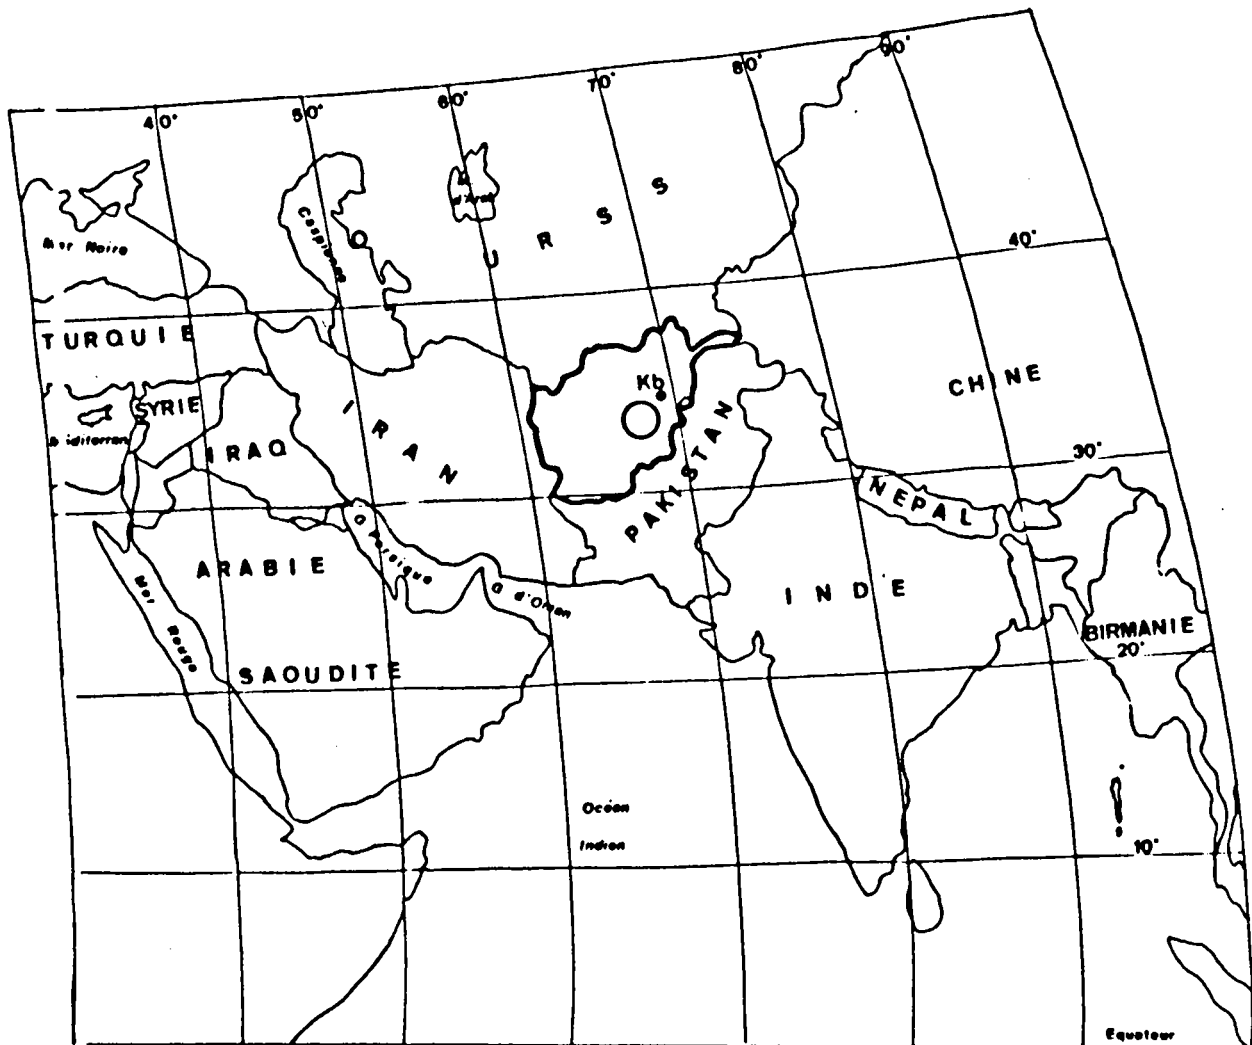 40°
50°
60°
70°
80°
90°
d'Aral
Mer Noire
Caspienne
U R S S
40°
TURQUIE
SYRIE
IRAQ
IRAN
Kb
CHINE
PAKISTAN
30°
NEPAL
G Persique
ARABIE
SAOUDITE
Mer Rouge
G d'Oman
INDE
BIRMANIE
20°
Océan
Indien
10°
Equateur